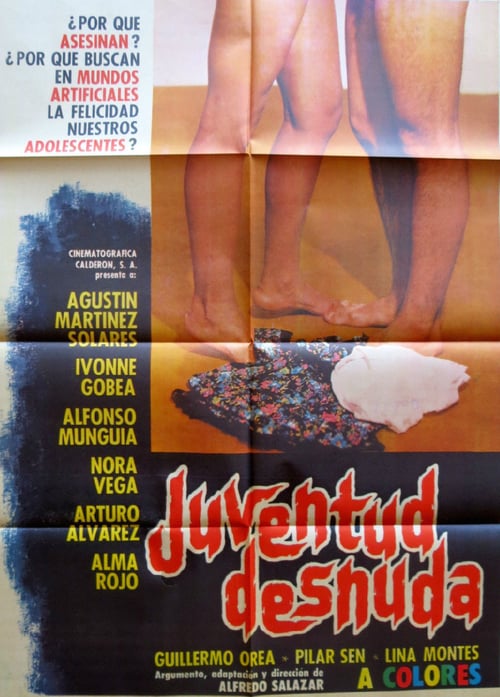 ¿POR QUE
ASESINAN?
¿POR QUE BUSCAN
EN MUNDOS
ARTIFICIALES
LA FELICIDAD
NUESTROS
ADOLESCENTES?
CINEMATOGRAFICA
CALDERON, S. A.
presenta a:
AGUSTIN
MARTINEZ
SOLARES
IVONNE
GOBEA
ALFONSO
MUNGUIA
NORA
VEGA
ARTURO
ALVAREZ
ALMA
ROJO
Juventud
desnuda
GUILLERMO OREA * PILAR SEN * LINA MONTES
Argumento, adaptación y dirección de
ALFREDO SALAZAR
A COLORES